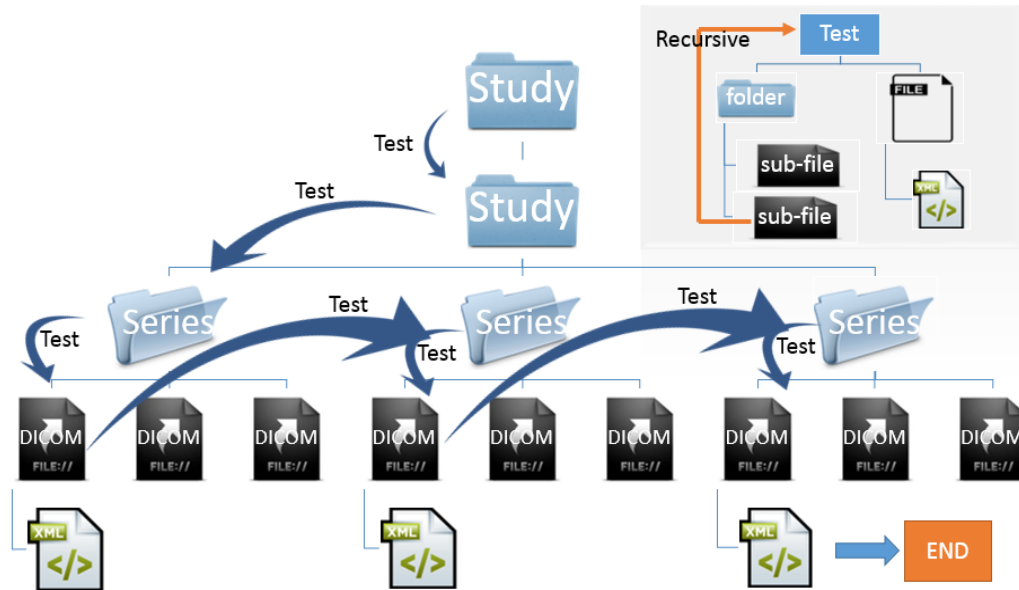 Recursive
Test
folder
FILE
sub-file
sub-file
XML
</>
Study
Test
Study
Test
Series
Test
Series
Test
Series
Test
Test
Test
DICOM
FILE://
DICOM
FILE://
DICOM
FILE://
DICOM
FILE://
DICOM
FILE://
DICOM
FILE://
DICOM
FILE://
DICOM
FILE://
DICOM
FILE://
XML
</>
XML
</>
XML
</>
END